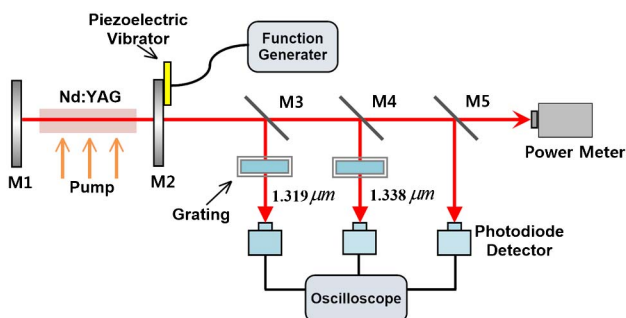 Piezoelectric
Vibrator
Function
Generater
Nd:YAG
M3
M4
M5
M1
Pump
M2
Power Meter
Grating
1.319 μm
1.338 μm
Photodiode
Detector
Oscilloscope